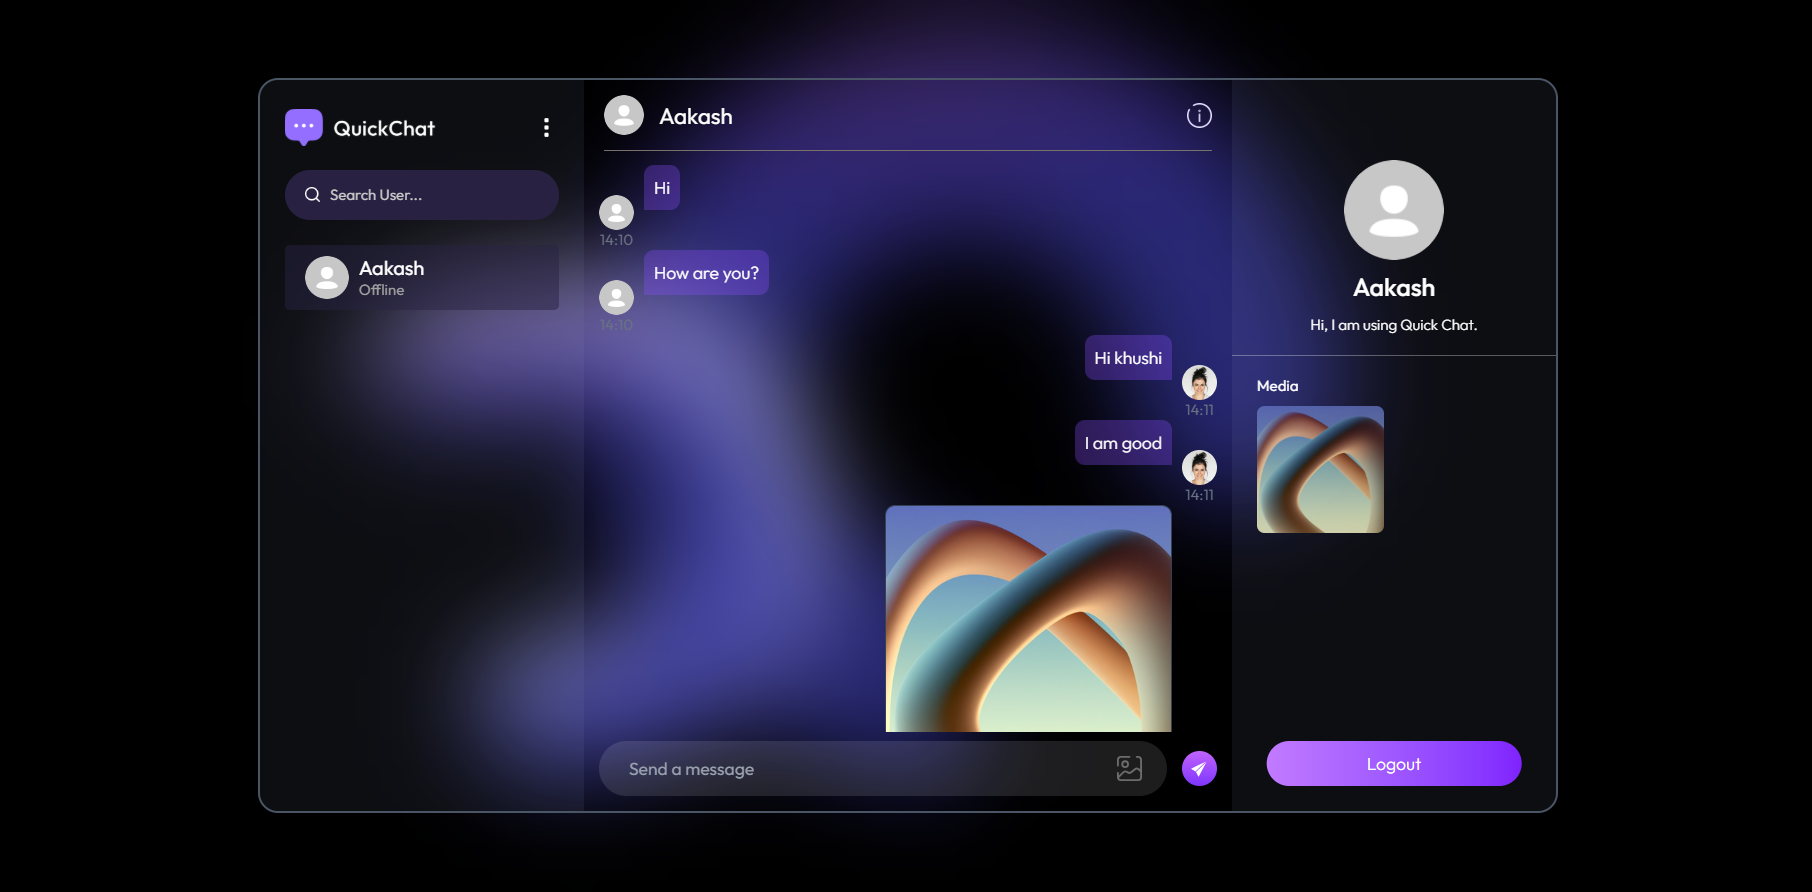 QuickChat
Search User...
Aakash
Offline
Aakash
Hi
14:10
How are you?
14:10
Hi khushi
14:11
I am good
14:11
Send a message
Aakash
Hi, I am using Quick Chat.
Media
Logout